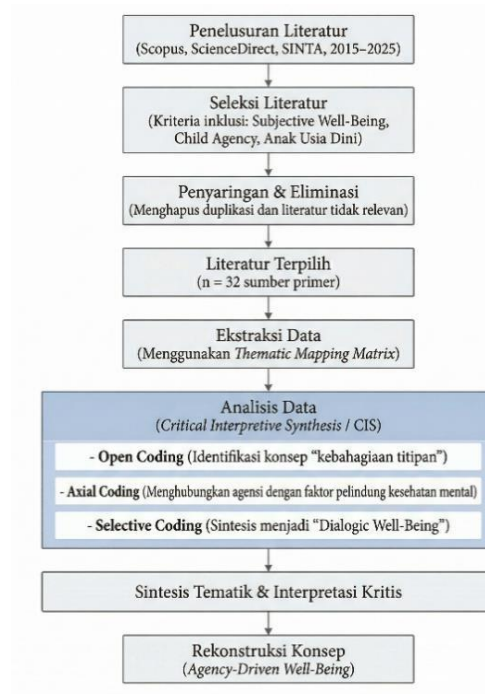 Penelusuran Literatur
(Scopus, ScienceDirect, SINTA, 2015–2025)
Seleksi Literatur
(Kriteria inklusi: Subjective Well-Being,
Child Agency, Anak Usia Dini)
Penyaringan & Eliminasi
(Menghapus duplikasi dan literatur tidak relevan)
Literatur Terpilih
(n = 32 sumber primer)
Ekstraksi Data
(Menggunakan Thematic Mapping Matrix)
Analisis Data
(Critical Interpretive Synthesis / CIS)
- Open Coding (Identifikasi konsep “kebahagiaan titipan”)
- Axial Coding (Menghubungkan agensi dengan faktor pelindung kesehatan mental)
- Selective Coding (Sintesis menjadi “Dialogic Well-Being”)
Sintesis Tematik & Interpretasi Kritis
Rekonstruksi Konsep
(Agency-Driven Well-Being)